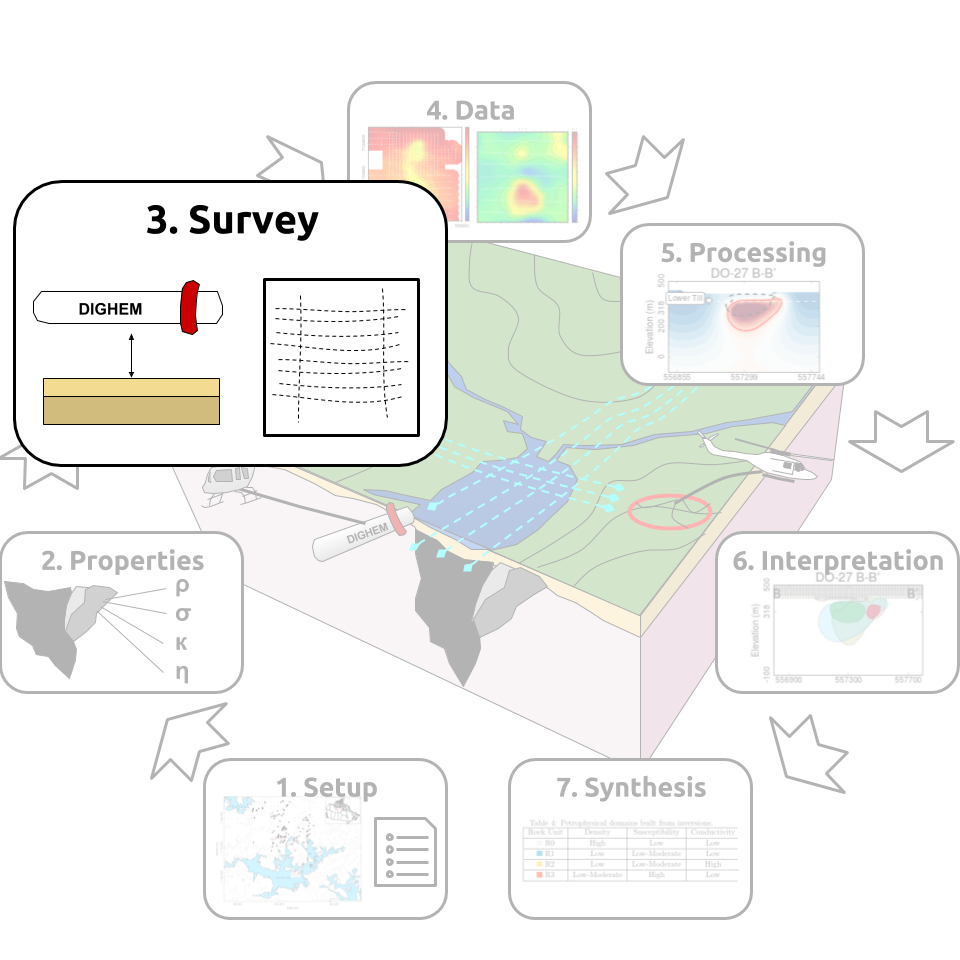 4. Data
3. Survey
DIGHEM
5. Processing
DO-27 B-B'
Lower Till
Elevation (m)
500
318
200
0
556855 557299 557744
DIGHEM
2. Properties
ρ
σ
κ
η
6. Interpretation
DO-27 B-B'
B B'
Elevation (m)
500
318
-100
556900 557300 557700
1. Setup
7. Synthesis
Table 4: Petrophysical domains built from inversions.
Rock Unit Density Susceptibility Conductivity
R0 High Low Low
R1 Low Low-Moderate Low
R2 Low Low-Moderate High
R3 Low-Moderate High Low